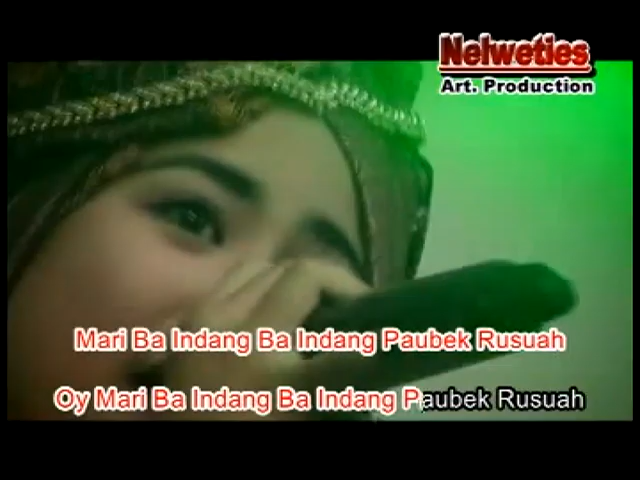 Nelweties
Art. Production
Mari Ba Indang Ba Indang Paubek Rusuah
Oy Mari Ba Indang Ba Indang Paubek Rusuah